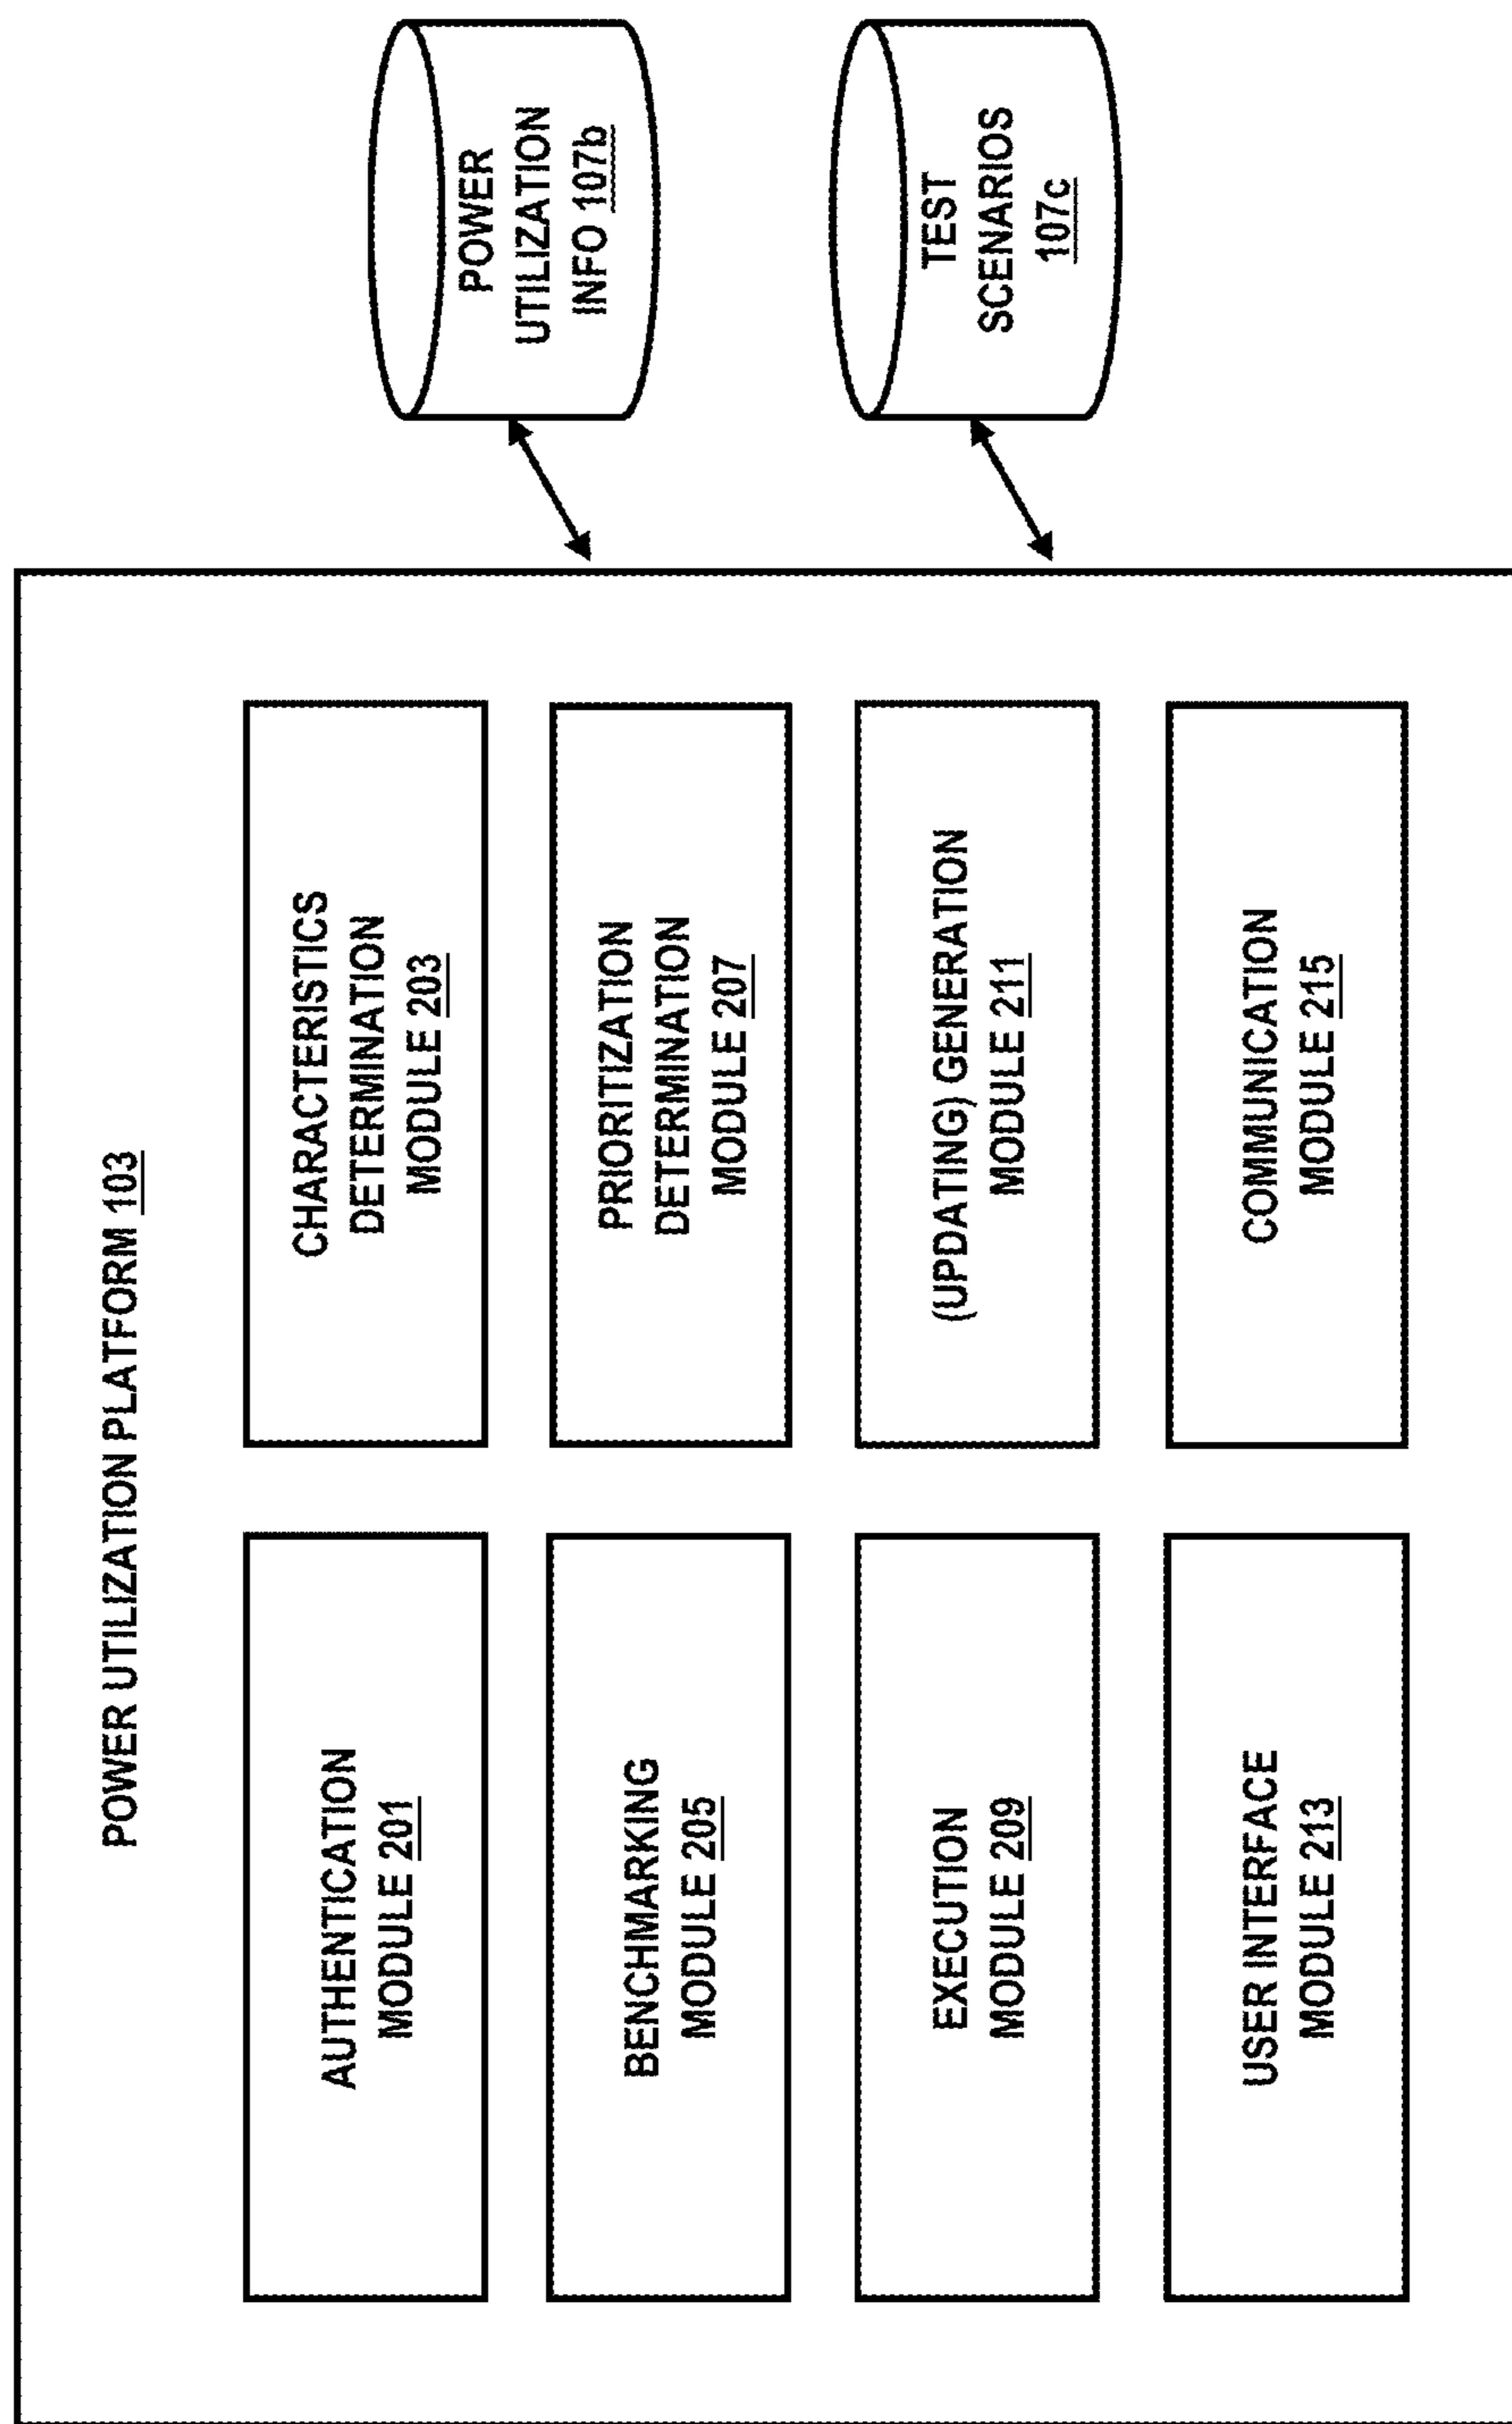 POWER UTILIZATION PLATFORM 103
AUTHENTICATION
MODULE 201
CHARACTERISTICS
DETERMINATION
MODULE 203
BENCHMARKING
MODULE 205
PRIORITIZATION
DETERMINATION
MODULE 207
EXECUTION
MODULE 209
(UPDATING) GENERATION
MODULE 211
USER INTERFACE
MODULE 213
COMMUNICATION
MODULE 215
POWER
UTILIZATION
INFO 107b
TEST
SCENARIOS
107c